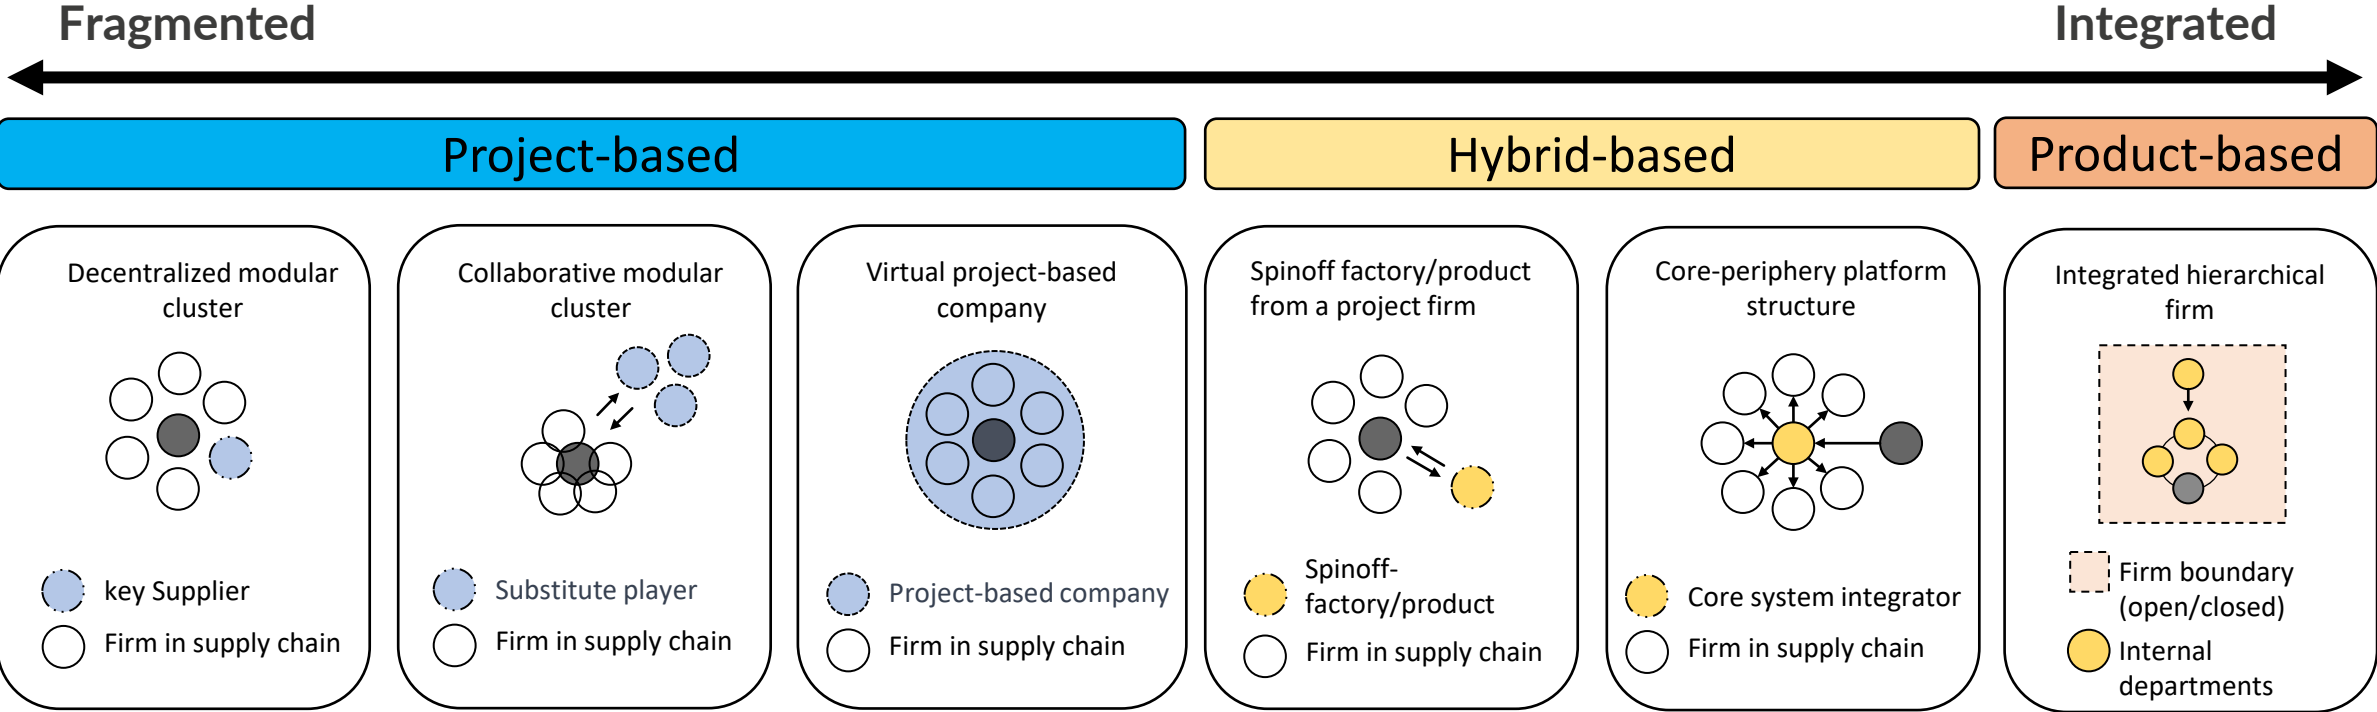 Fragmented
Integrated
Project-based
Hybrid-based
Product-based
Decentralized modular
cluster
key Supplier
Firm in supply chain
Collaborative modular
cluster
Substitute player
Firm in supply chain
Virtual project-based
company
Project-based company
Firm in supply chain
Spinoff factory/product
from a project firm
Spinoff-
factory/product
Firm in supply chain
Core-periphery platform
structure
Core system integrator
Firm in supply chain
Integrated hierarchical
firm
Firm boundary
(open/closed)
Internal
departments